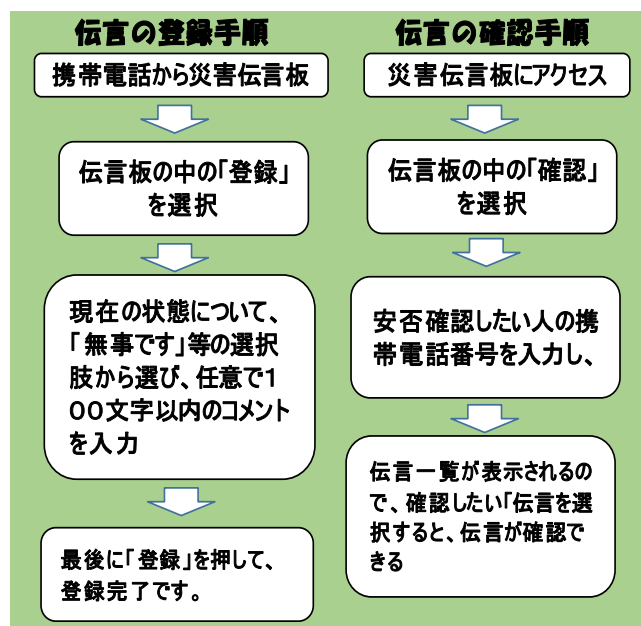 伝言の登録手順
携帯電話から災害伝言板
伝言板の中の「登録」
を選択
現在の状態について、
「無事です」等の選択
肢から選び、任意で1
00文字以内のコメント
を入力
最後に「登録」を押して、
登録完了です。
伝言の確認手順
災害伝言板にアクセス
伝言板の中の「確認」
を選択
安否確認したい人の携
帯電話番号を入力し、
伝言一覧が表示されるの
で、確認したい「伝言を選
択すると、伝言が確認で
きる